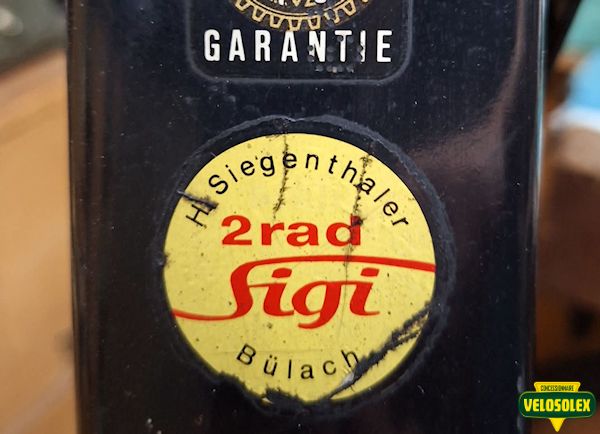 GARANTIE
H. Siegenthaler
2rad
Sigi
Bülach
CONCESSIONNAIRE
VELOSOLEX